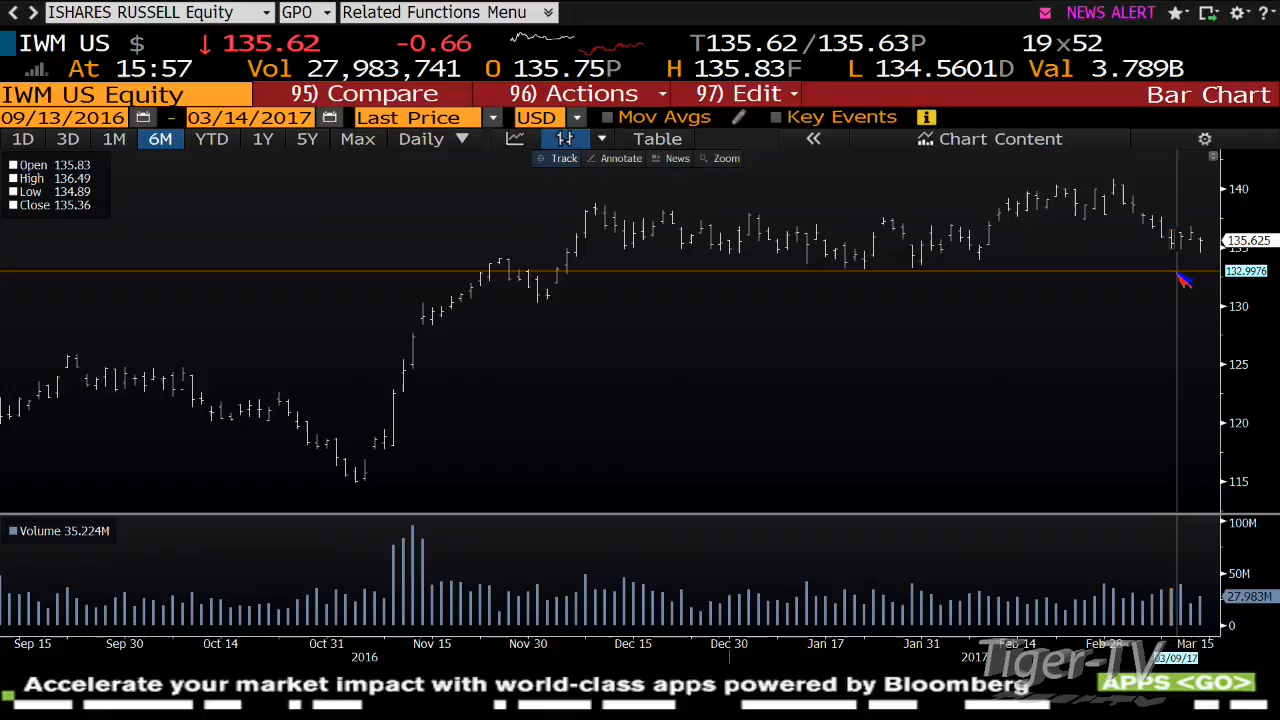 ISHARES RUSSELL Equity GPO Related Functions Menu NEWS ALERT ?
IWM US $ ↓ 135.62 -0.66 T135.62/135.63P 19x52
At 15:57 Vol 27,983,741 O 135.75P H 135.83F L 134.5601D Val 3.789B
IWM US Equity 95) Compare 96) Actions 97) Edit Bar Chart
09/13/2016 - 03/14/2017 Last Price USD Mov Avgs Key Events i
1D 3D 1M 6M YTD 1Y 5Y Max Daily ▼ Table « Chart Content
Track Annotate News Zoom
Open 135.83
High 136.49
Low 134.89
Close 135.36
140
135.625
135
132.9976
130
125
120
115
Volume 35.224M
100M
50M
27.983M
0
Sep 15 Sep 30 Oct 14 Oct 31 Nov 15 Nov 30 Dec 15 Dec 30 Jan 17 Jan 31 Feb 14 Feb 28 Mar 15
2016 2017 03/09/17
Tiger-TV
Accelerate your market impact with world-class apps powered by Bloomberg APPS <GO>